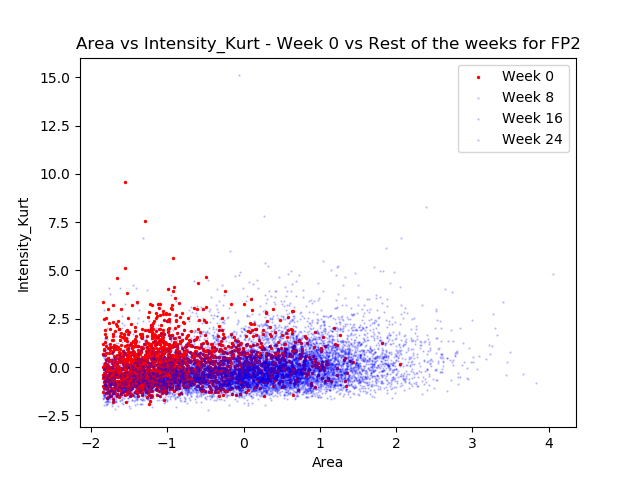 Area vs Intensity_Kurt - Week 0 vs Rest of the weeks for FP2
Week 0
Week 8
Week 16
Week 24
15.0
12.5
10.0
7.5
5.0
2.5
0.0
−2.5
Intensity_Kurt
−2
−1
0
1
2
3
4
Area